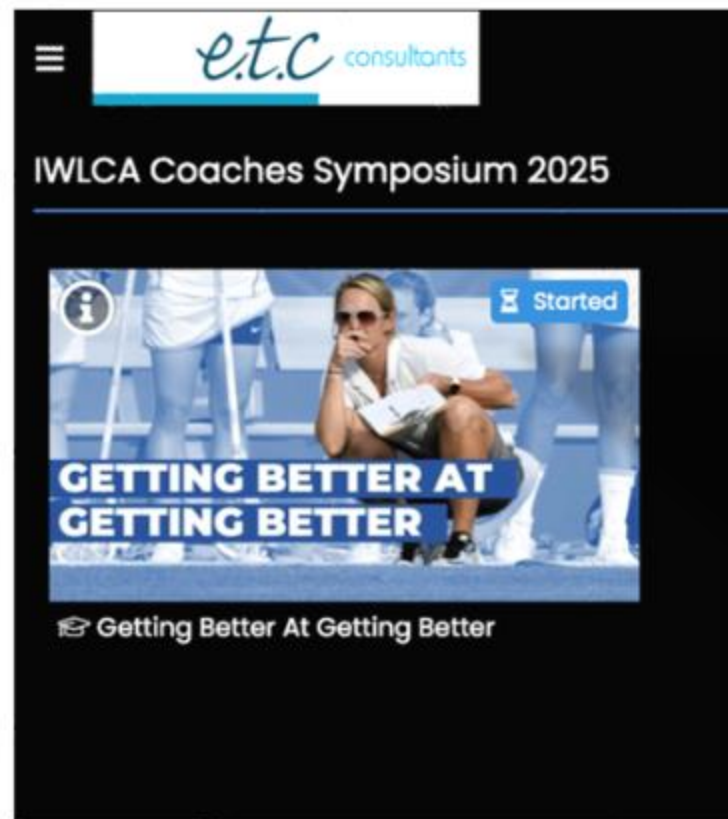 e.t.c consultants
IWLCA Coaches Symposium 2025
Started
GETTING BETTER AT
GETTING BETTER
Getting Better At Getting Better